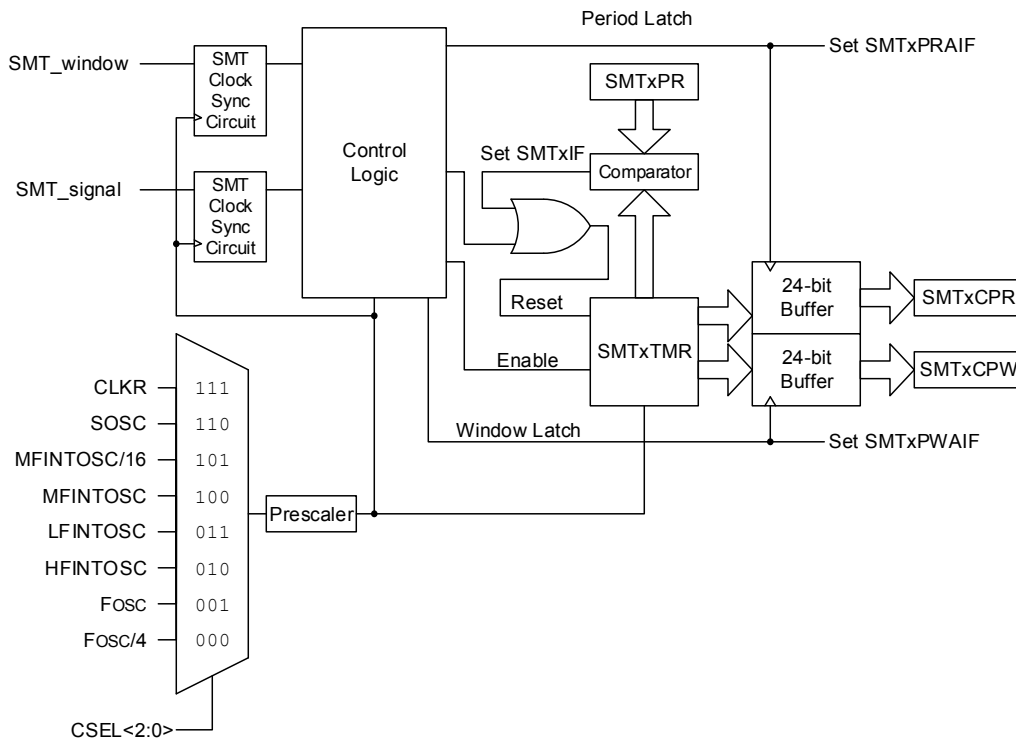 Period Latch
Set SMTxPRAIF
SMT_window
SMT
Clock
Sync
Circuit
SMTxPR
Control
Logic
Set SMTxIF
Comparator
SMT_signal
SMT
Clock
Sync
Circuit
24-bit
Buffer
SMTxCPR
Reset
SMTxTMR
Enable
24-bit
Buffer
SMTxCPW
Window Latch
Set SMTxPWAIF
CLKR 111
SOSC 110
MFINTOSC/16 101
MFINTOSC 100
LFINTOSC 011
HFINTOSC 010
FOSC 001
FOSC/4 000
Prescaler
CSEL<2:0>